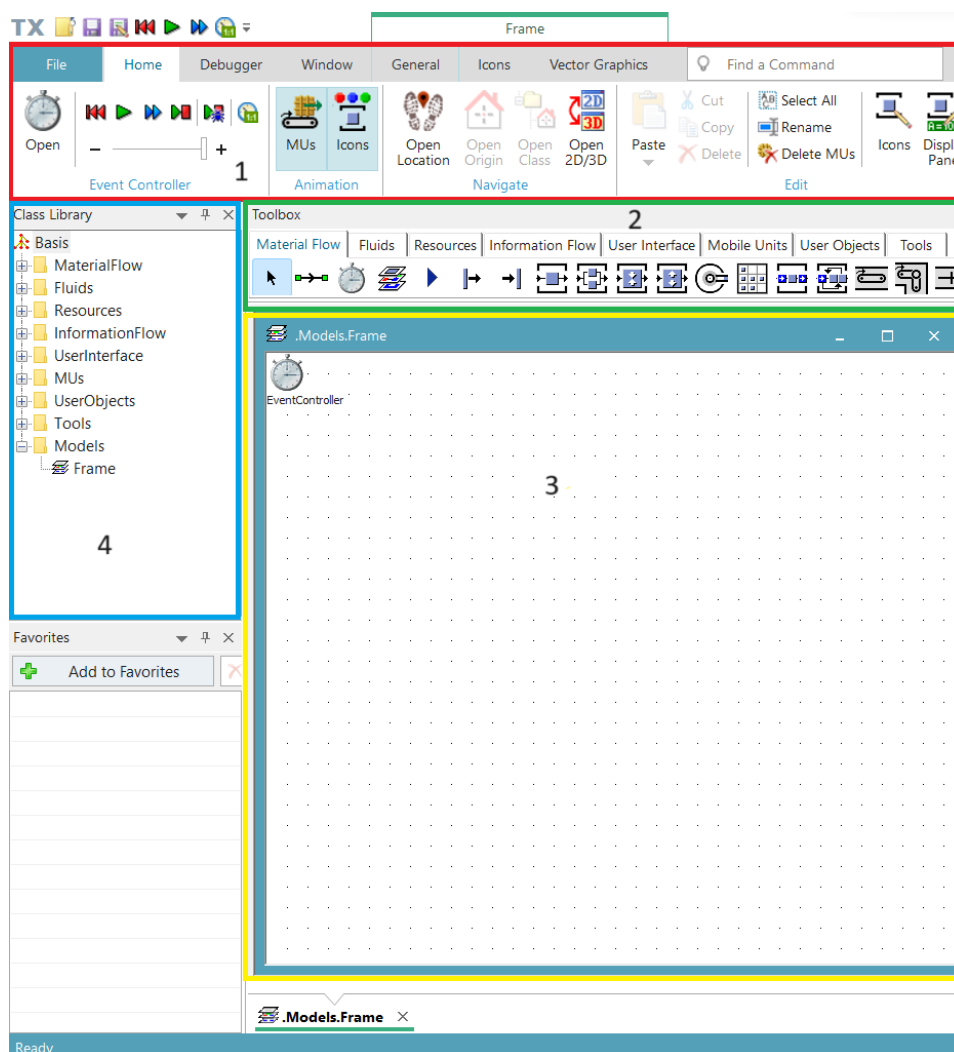 TX
Frame
File Home Debugger Window General Icons Vector Graphics Find a Command
Open
MUs Icons
Open Location
Open Origin
Open Class
Open 2D/3D
2D
3D
Paste
Cut
Copy
Delete
Select All
Rename
Delete MUs
Icons
Event Controller 1 Animation Navigate Edit
Class Library
Basis
MaterialFlow
Fluids
Resources
InformationFlow
UserInterface
MUs
UserObjects
Tools
Models
Frame
4
Toolbox 2
Material Flow Fluids Resources Information Flow User Interface Mobile Units User Objects Tools
.Models.Frame
EventController
3
Favorites
Add to Favorites
.Models.Frame
Ready